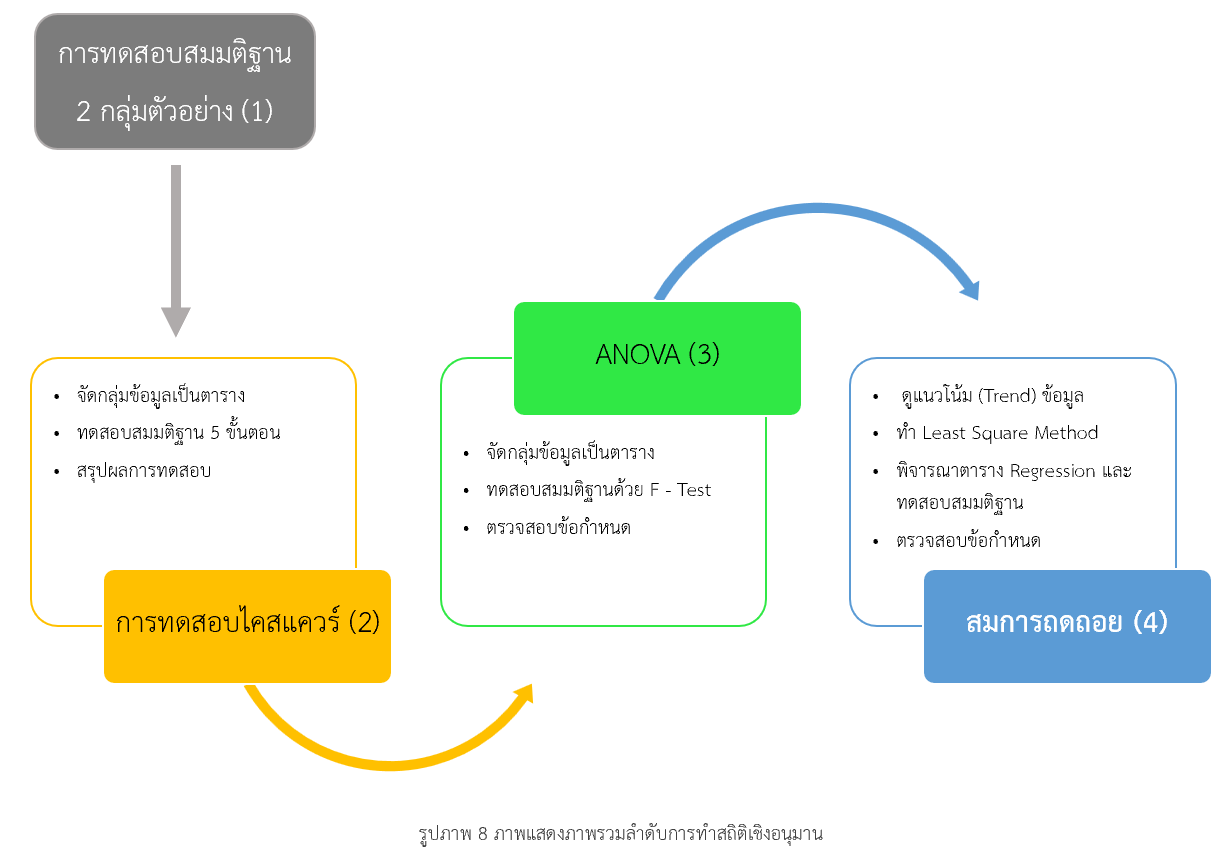 การทดสอบสมมติฐาน
2 กลุ่มตัวอย่าง (1)
• จัดกลุ่มข้อมูลเป็นตาราง
• ทดสอบสมมติฐาน 5 ขั้นตอน
• สรุปผลการทดสอบ
การทดสอบไคสแควร์ (2)
ANOVA (3)
• จัดกลุ่มข้อมูลเป็นตาราง
• ทดสอบสมมติฐานด้วย F - Test
• ตรวจสอบข้อกำหนด
• ดูแนวโน้ม (Trend) ข้อมูล
• ทำ Least Square Method
• พิจารณาตาราง Regression และ
ทดสอบสมมติฐาน
• ตรวจสอบข้อกำหนด
สมการถดถอย (4)
รูปภาพ 8 ภาพแสดงภาพรวมลำดับการทำสถิติเชิงอนุมาน